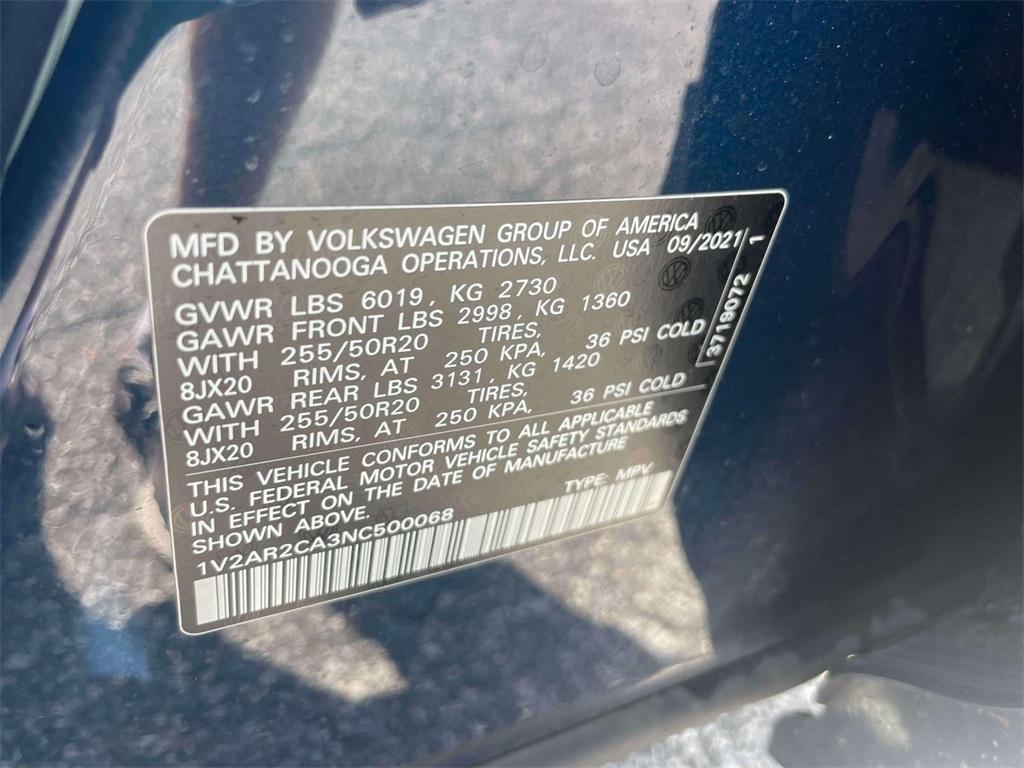 MFD BY VOLKSWAGEN GROUP OF AMERICA
CHATTANOOGA OPERATIONS, LLC. USA 09/2021
1
GVWR LBS 6019, KG 2730
GAWR FRONT LBS 2998, KG 1360
WITH 255/50R20 TIRES,
8JX20 RIMS, AT 250 KPA, 36 PSI COLD
GAWR REAR LBS 3131, KG 1420
WITH 255/50R20 TIRES,
8JX20 RIMS, AT 250 KPA, 36 PSI COLD
3719072
THIS VEHICLE CONFORMS TO ALL APPLICABLE
U.S. FEDERAL MOTOR VEHICLE SAFETY STANDARDS
IN EFFECT ON THE DATE OF MANUFACTURE
SHOWN ABOVE. TYPE: MPV
1V2AR2CA3NC500068